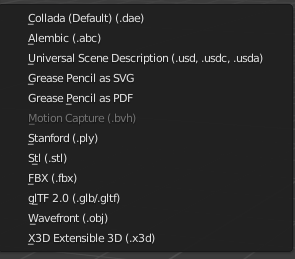 Collada (Default) (.dae)
Alembic (.abc)
Universal Scene Description (.usd, .usdc, .usda)
Grease Pencil as SVG
Grease Pencil as PDF
Motion Capture (.bvh)
Stanford (.ply)
Stl (.stl)
FBX (.fbx)
glTF 2.0 (.glb/.gltf)
Wavefront (.obj)
X3D Extensible 3D (.x3d)